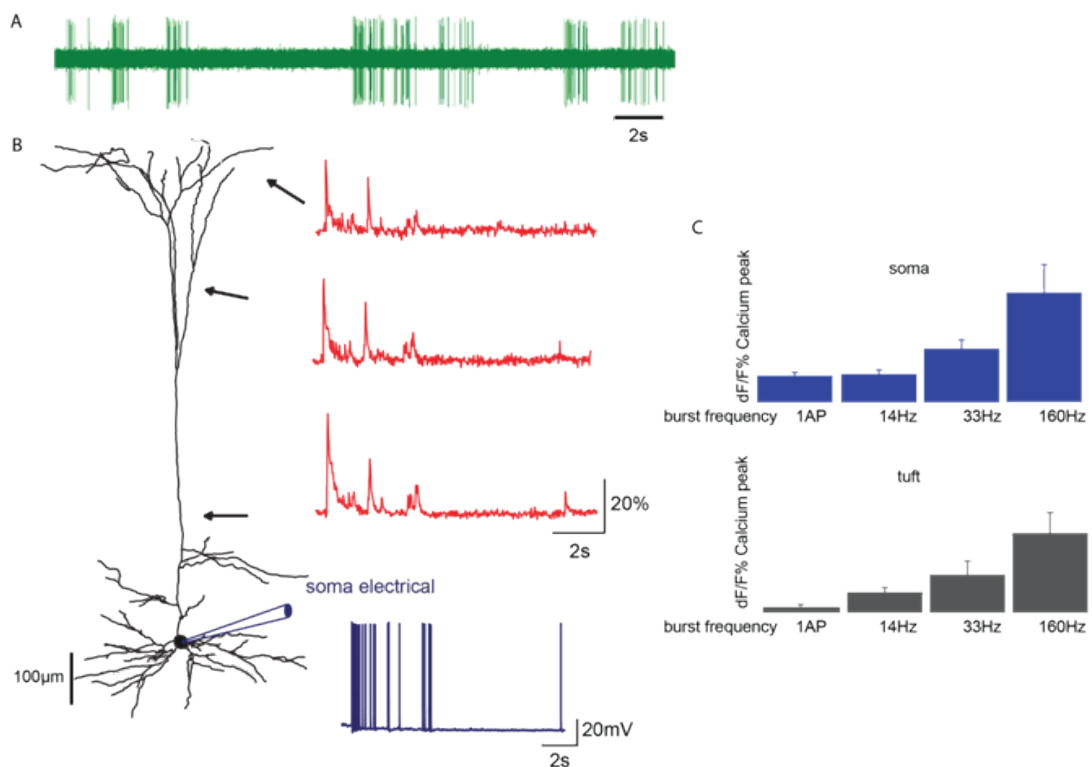 A
2s
B
C
dF/F% Calcium peak
soma
burst frequency 1AP 14Hz 33Hz 160Hz
20%
2s
dF/F% Calcium peak
tuft
burst frequency 1AP 14Hz 33Hz 160Hz
soma electrical
100µm
20mV
2s